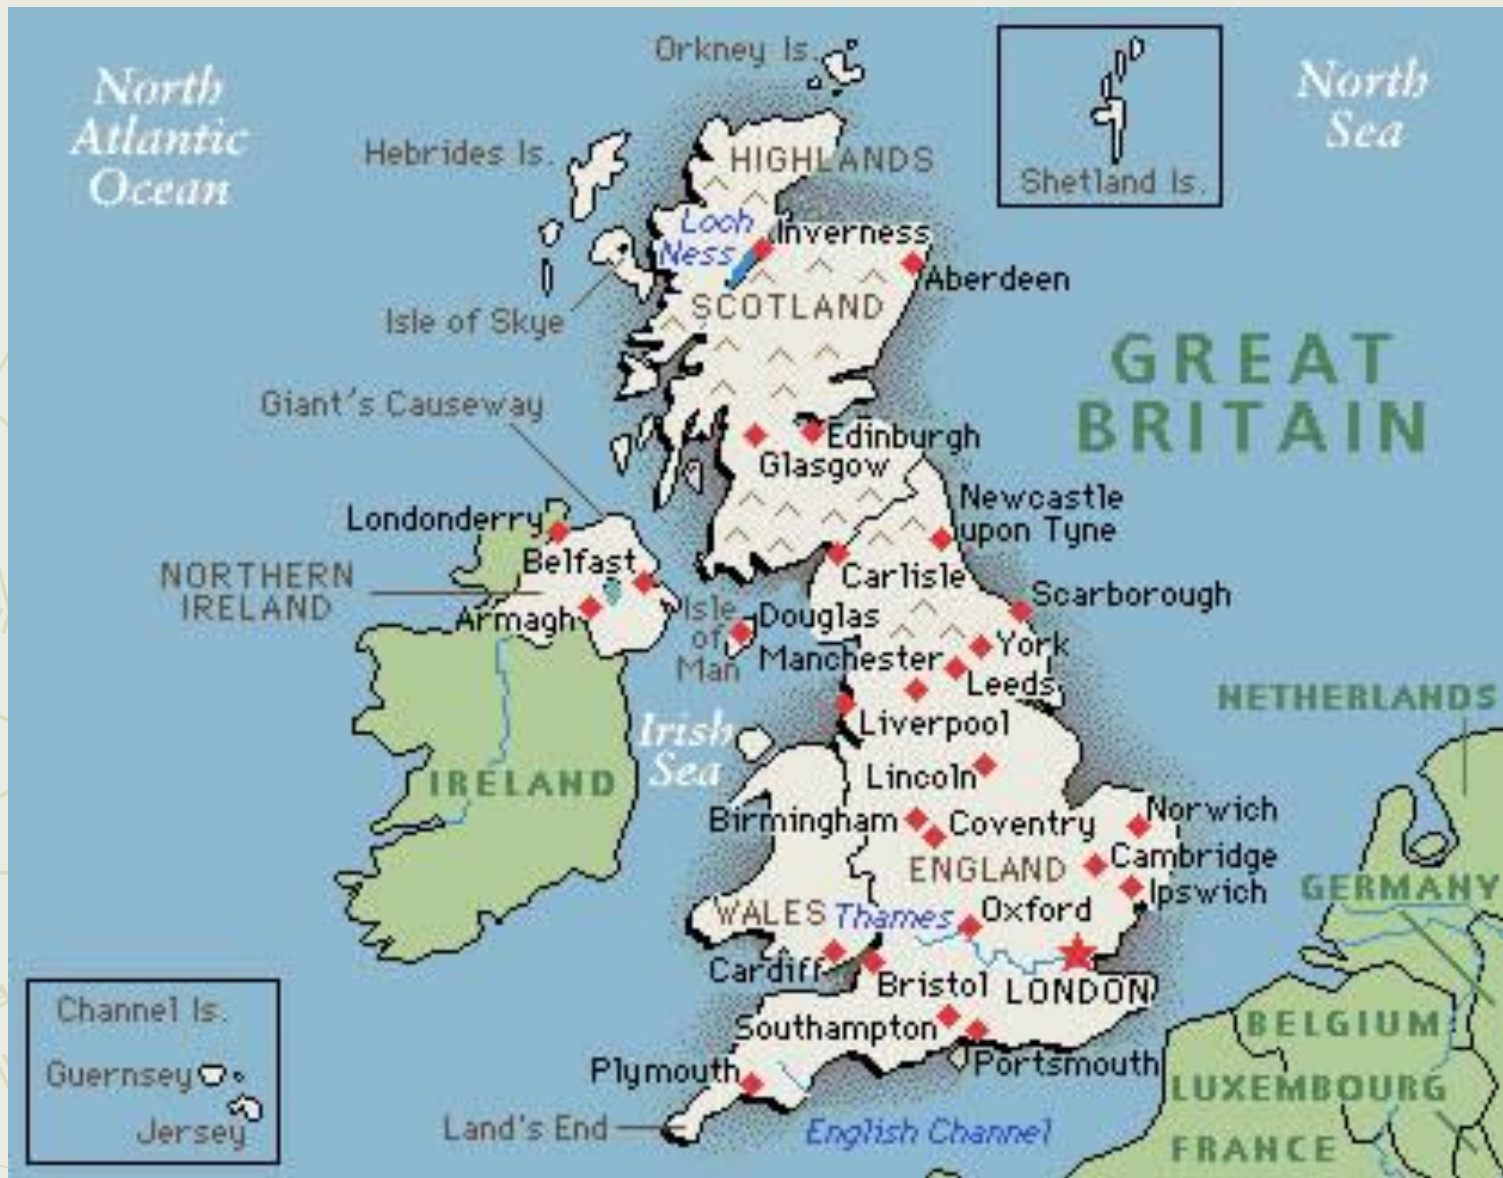 Orkney Is.
North
Atlantic
Ocean
North
Sea
Hebrides Is.
HIGHLANDS
Shetland Is.
Loch
Ness
Inverness
Aberdeen
Isle of Skye
SCOTLAND
GREAT
BRITAIN
Giant's Causeway
Edinburgh
Glasgow
Newcastle
upon Tyne
Londonderry
Belfast
Carlisle
NORTHERN
IRELAND
Armagh
Isle
of
Man
Douglas
Scarborough
Manchester
York
Leeds
NETHERLANDS
Irish
Sea
Liverpool
IRELAND
Lincoln
Birmingham
Coventry
Norwich
ENGLAND
Cambridge
Ipswich
GERMANY
WALES
Thames
Oxford
Cardiff
Bristol
LONDON
Channel Is.
Southampton
BELGIUM
Guernsey
Plymouth
Portsmouth
LUXEMBOURG
Jersey
Land's End
English Channel
FRANCE